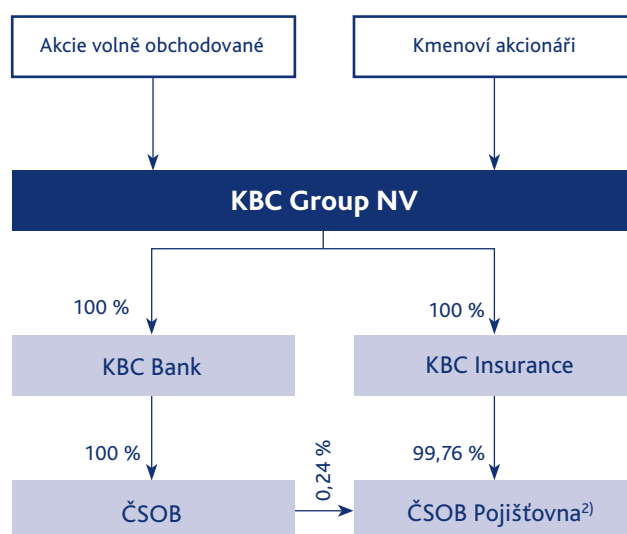 Akcie volně obchodované
Kmenoví akcionáři
KBC Group NV
100 %
100 %
KBC Bank
KBC Insurance
100 %
0,24 %
99,76 %
ČSOB
ČSOB Pojišťovna²⁾